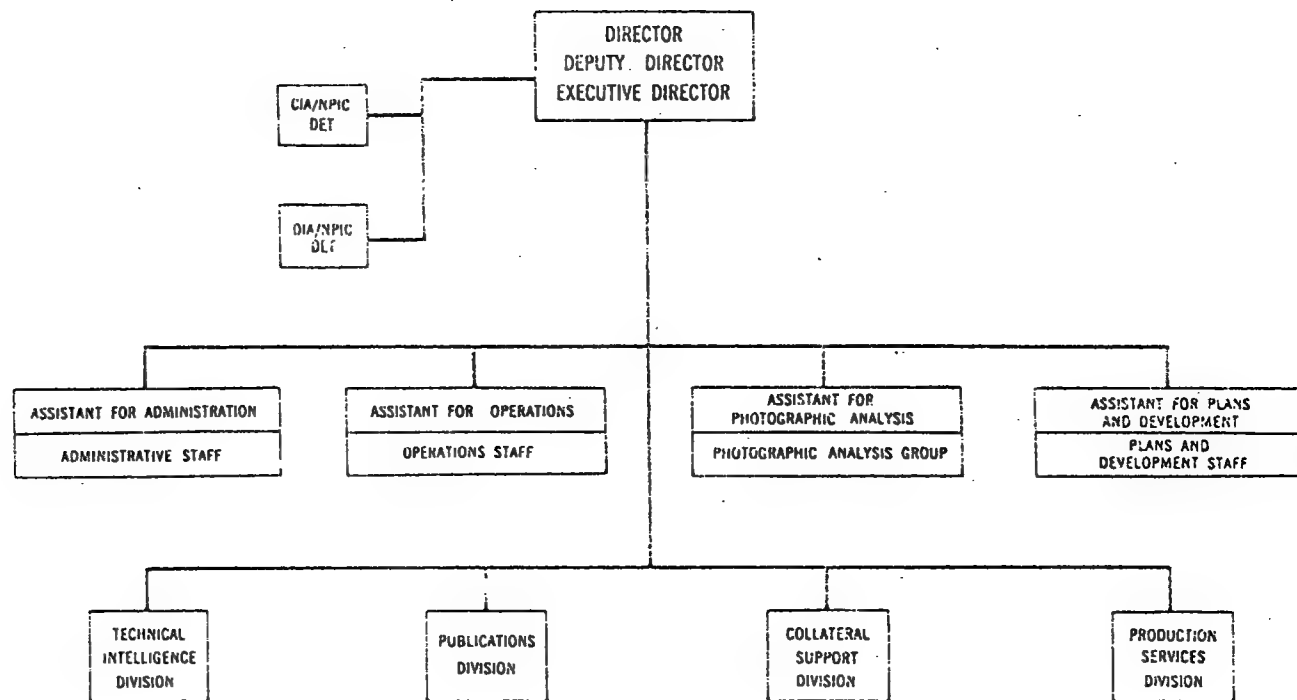 DIRECTOR
DEPUTY. DIRECTOR
EXECUTIVE DIRECTOR
CIA/NPIC
DET
DIA/NPIC
DET
ASSISTANT FOR ADMINISTRATION
ADMINISTRATIVE STAFF
ASSISTANT FOR OPERATIONS
OPERATIONS STAFF
ASSISTANT FOR
PHOTOGRAPHIC ANALYSIS
PHOTOGRAPHIC ANALYSIS GROUP
ASSISTANT FOR PLANS
AND DEVELOPMENT
PLANS AND
DEVELOPMENT STAFF
TECHNICAL
INTELLIGENCE
DIVISION
PUBLICATIONS
DIVISION
COLLATERAL
SUPPORT
DIVISION
PRODUCTION
SERVICES
DIVISION